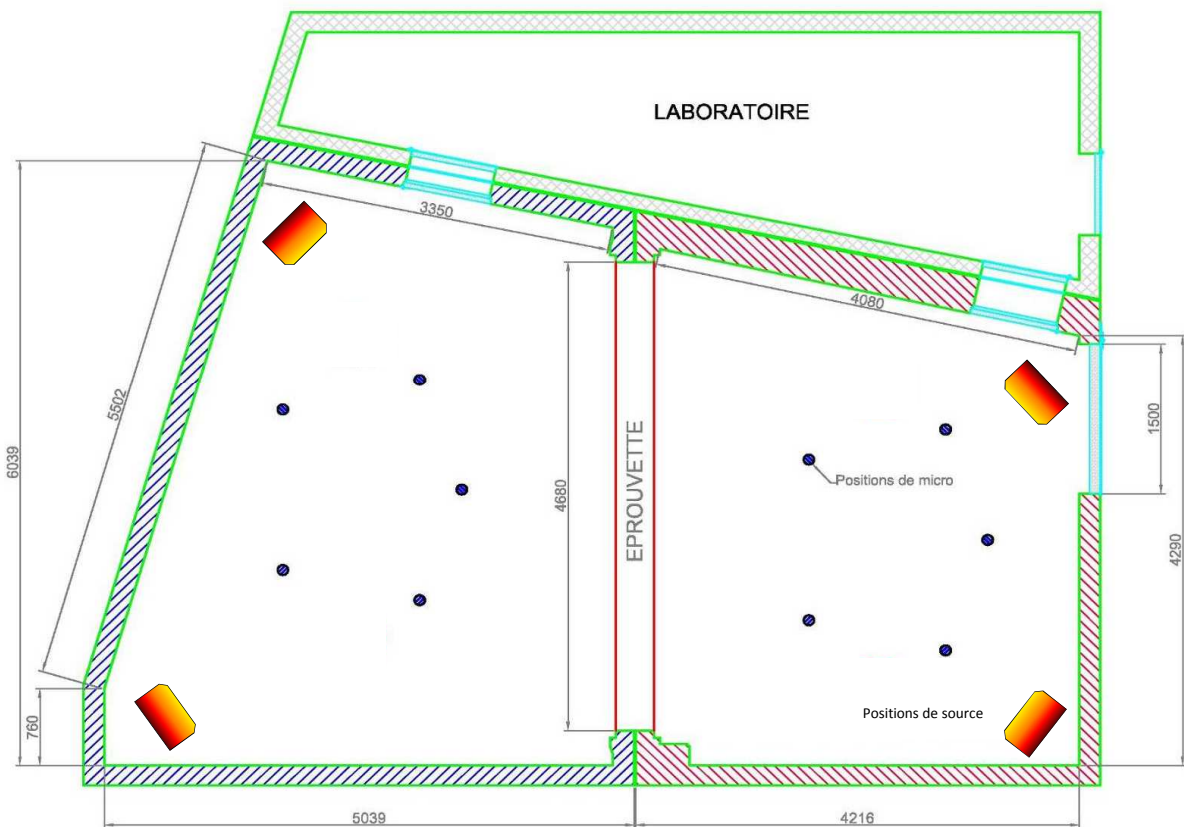 LABORATOIRE
3350
4080
5502
6039
4680
EPROUVETTE
1500
Positions de micro
4290
760
Positions de source
5039
4216